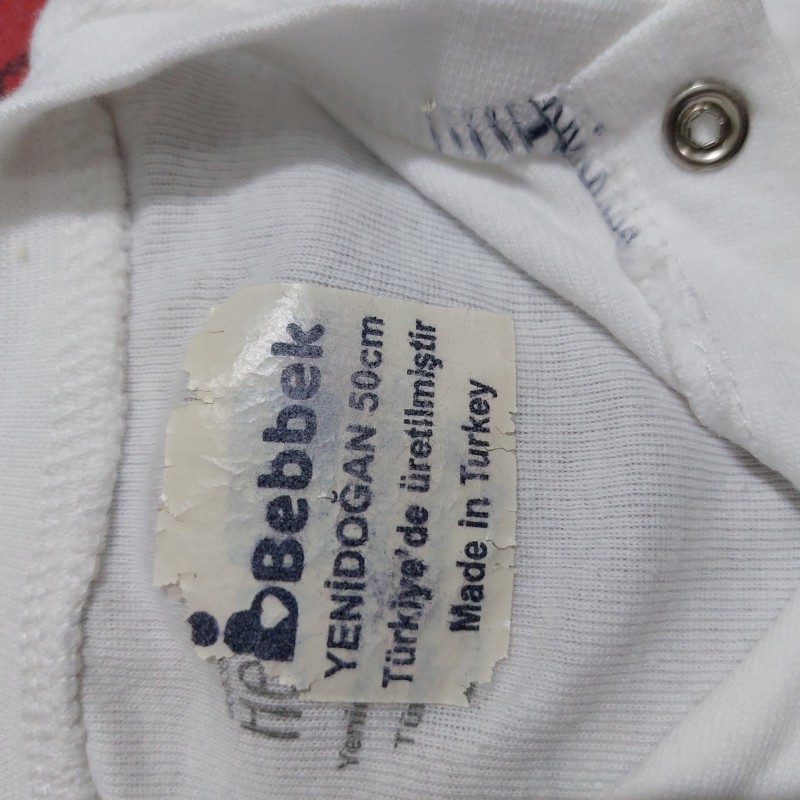 Bebbek
YENİDOĞAN 50cm
Türkiye'de üretilmiştir
Made in Turkey